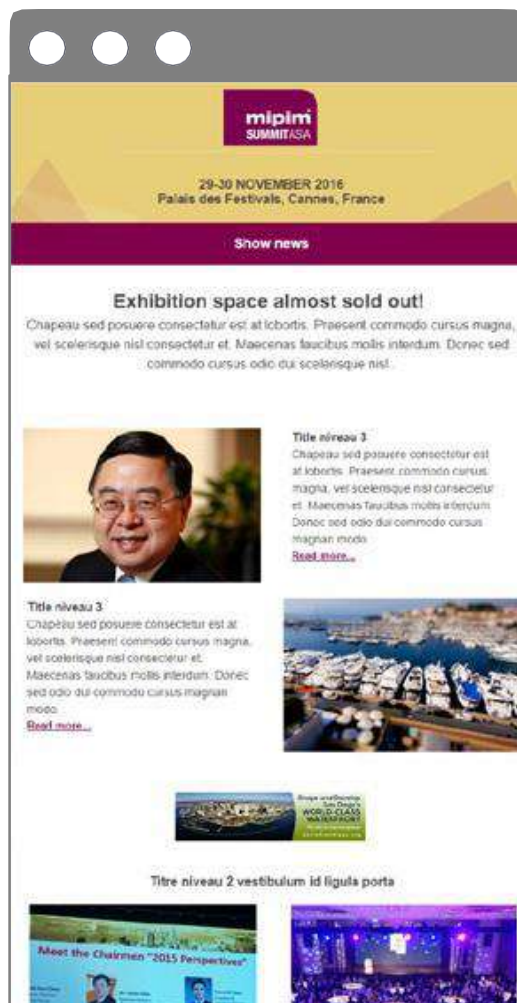 mipim
SUMMIT ASIA
29-30 NOVEMBER 2016
Palais des Festivals, Cannes, France
Show news
Exhibition space almost sold out!
Chapeau sed posuere consectetur est at lobortis. Praesent commodo cursus magna,
vel scelerisque nisl consectetur et. Maecenas faucibus mollis interdum. Donec sed
commodo cursus odio dui scelerisque nisl .
Title niveau 3
Chapeau sed posuere consectetur est
at lobortis. Praesent commodo cursus
magna, vel scelerisque nisl consectetur
et. Maecenas faucibus mollis interdum.
Donec sed odio dui commodo cursus
magnan modo.
Read more...
Title niveau 3
Chapeau sed posuere consectetur est at
lobortis. Praesent commodo cursus magna,
vel scelerisque nisl consectetur et.
Maecenas faucibus mollis interdum. Donec
sed odio dui commodo cursus magnan
modo.
Read more...
San Diego's
WORLD-CLASS
WATERFRONT
Titre niveau 2 vestibulum id ligula porta
Meet the Chairmen "2015 Perspectives"